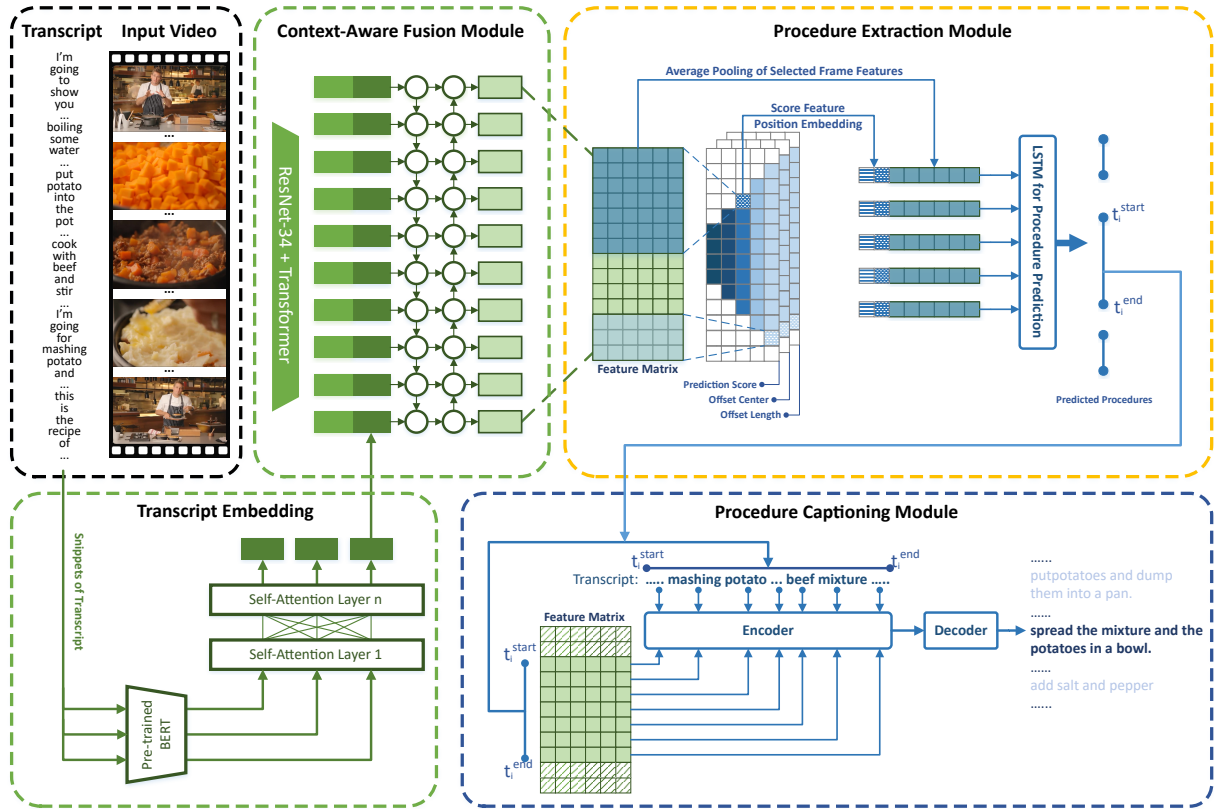 Transcript
Input Video
I'm
going
to
show
you
...
boiling
some
water
...
put
potato
into
the
pot
...
cook
with
beef
and
stir
...
I'm
going
for
mashing
potato
and
...
this
is
the
recipe
of
...
...
...
...
...
Context-Aware Fusion Module
ResNet-34 + Transformer
Procedure Extraction Module
Average Pooling of Selected Frame Features
Score Feature
Position Embedding
Feature Matrix
Prediction Score
Offset Center
Offset Length
LSTM for Procedure Prediction
t_i^start
t_i^end
Predicted Procedures
Transcript Embedding
Snippets of Transcript
Self-Attention Layer n
Self-Attention Layer 1
Pre-trained
BERT
Procedure Captioning Module
t_i^start
t_i^end
Transcript: ..... mashing potato ... beef mixture .....
Feature Matrix
t_i^start
t_i^end
Encoder
Decoder
......
putpotatoes and dump
them into a pan.
......
spread the mixture and the
potatoes in a bowl.
......
add salt and pepper
......